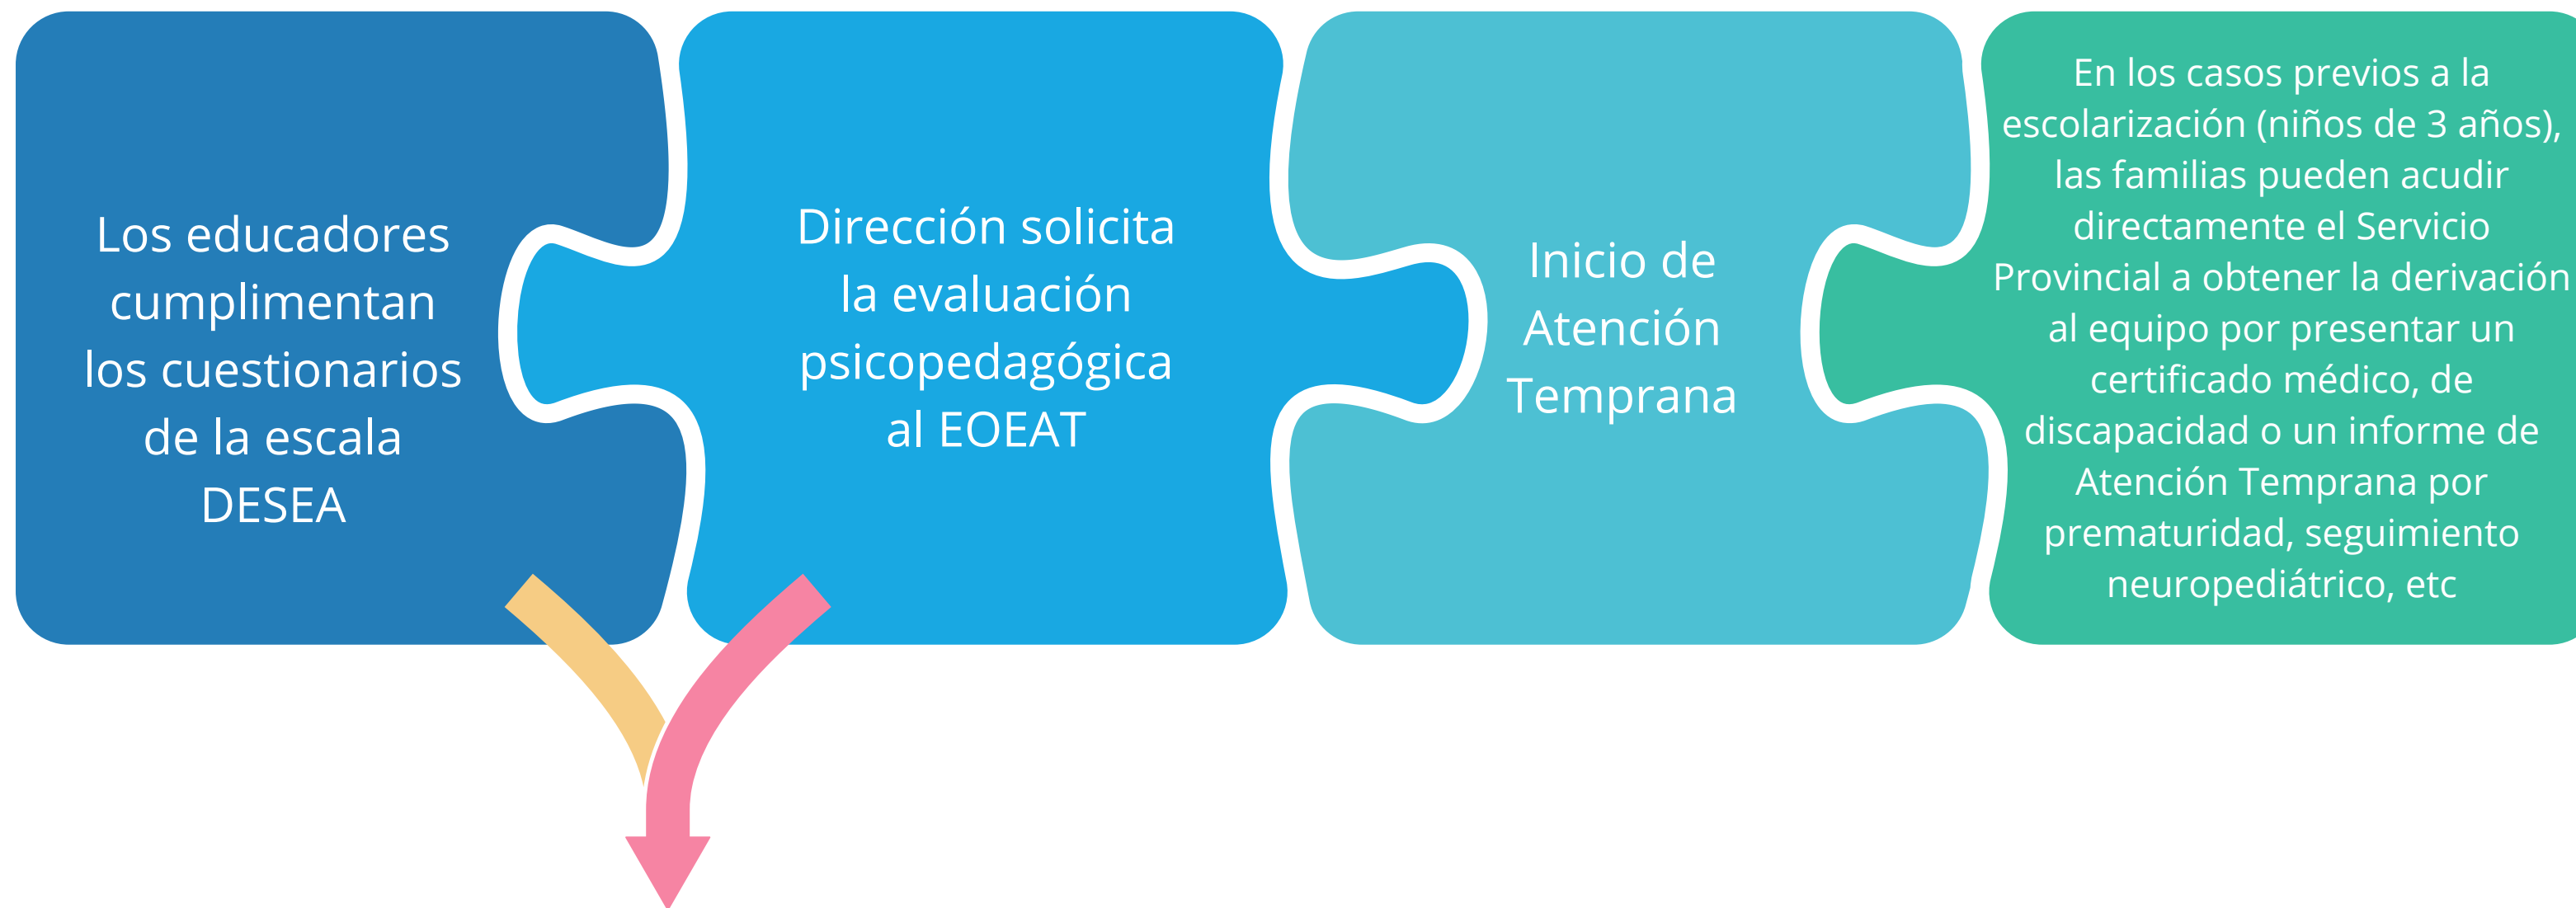 Los educadores
cumplimentan
los cuestionarios
de la escala
DESEA
Dirección solicita
la evaluación
psicopedagógica
al EOEAT
Inicio de
Atención
Temprana
En los casos previos a la
escolarización (niños de 3 años),
las familias pueden acudir
directamente el Servicio
Provincial a obtener la derivación
al equipo por presentar un
certificado médico, de
discapacidad o un informe de
Atención Temprana por
prematuridad, seguimiento
neuropediátrico, etc